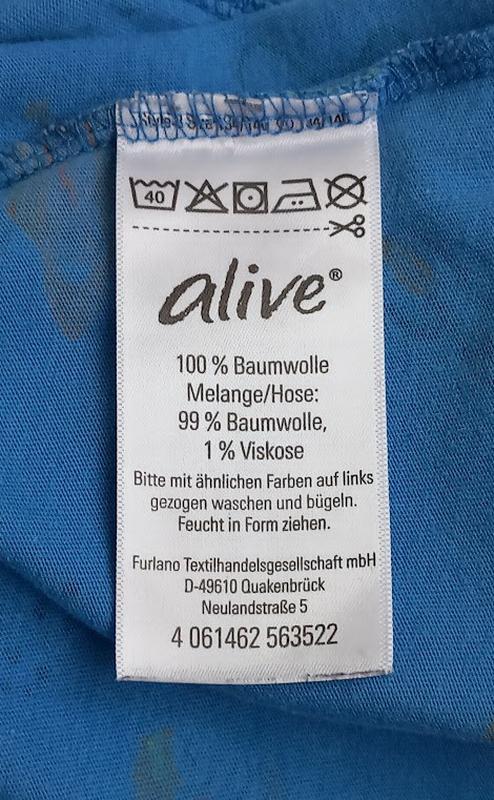 40
alive®
100 % Baumwolle
Melange/Hose:
99 % Baumwolle,
1 % Viskose
Bitte mit ähnlichen Farben auf links
gezogen waschen und bügeln.
Feucht in Form ziehen.
Furlano Textilhandelsgesellschaft mbH
D-49610 Quakenbrück
Neulandstraße 5
4 061462 563522